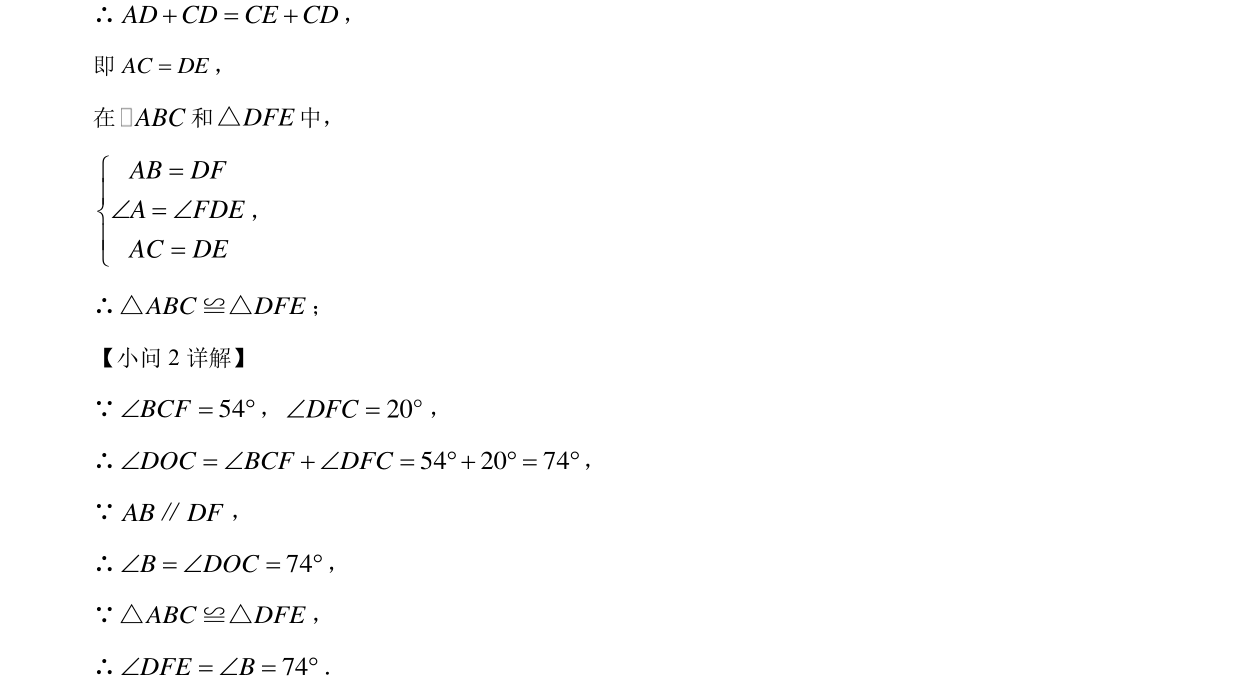 ∴ AD + CD = CE + CD，
即 AC = DE，
在 □ABC 和 △DFE 中，
AB = DF
∠A = ∠FDE，
AC = DE
∴ △ABC ≌ △DFE；
【小问 2 详解】
∵ ∠BCF = 54°，∠DFC = 20°，
∴ ∠DOC = ∠BCF + ∠DFC = 54° + 20° = 74°，
∵ AB ∥ DF，
∴ ∠B = ∠DOC = 74°，
∵ △ABC ≌ △DFE，
∴ ∠DFE = ∠B = 74°．